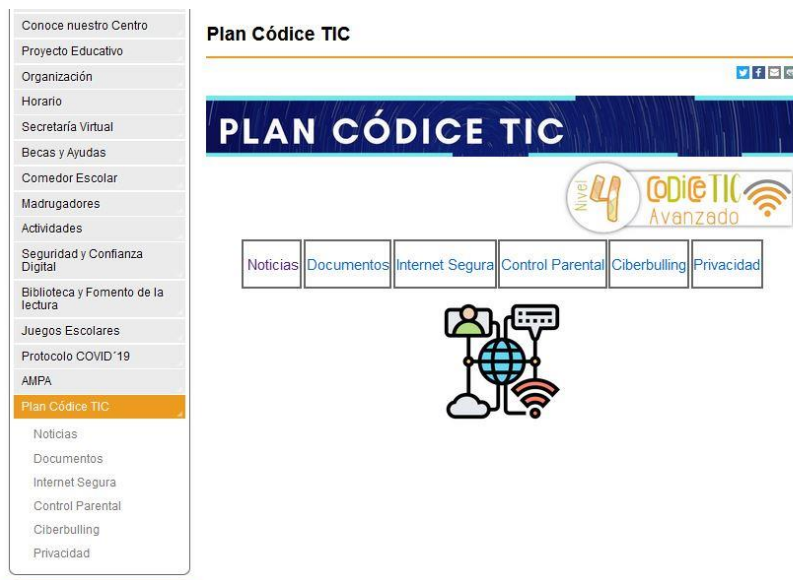 Conoce nuestro Centro
Proyecto Educativo
Organización
Horario
Secretaría Virtual
Becas y Ayudas
Comedor Escolar
Madrugadores
Actividades
Seguridad y Confianza
Digital
Biblioteca y Fomento de la
lectura
Juegos Escolares
Protocolo COVID´19
AMPA
Plan Códice TIC
Noticias
Documentos
Internet Segura
Control Parental
Ciberbulling
Privacidad
Plan Códice TIC
PLAN CÓDICE TIC
Nivel 4 CoDiCe TIC
Avanzado
Noticias Documentos Internet Segura Control Parental Ciberbulling Privacidad